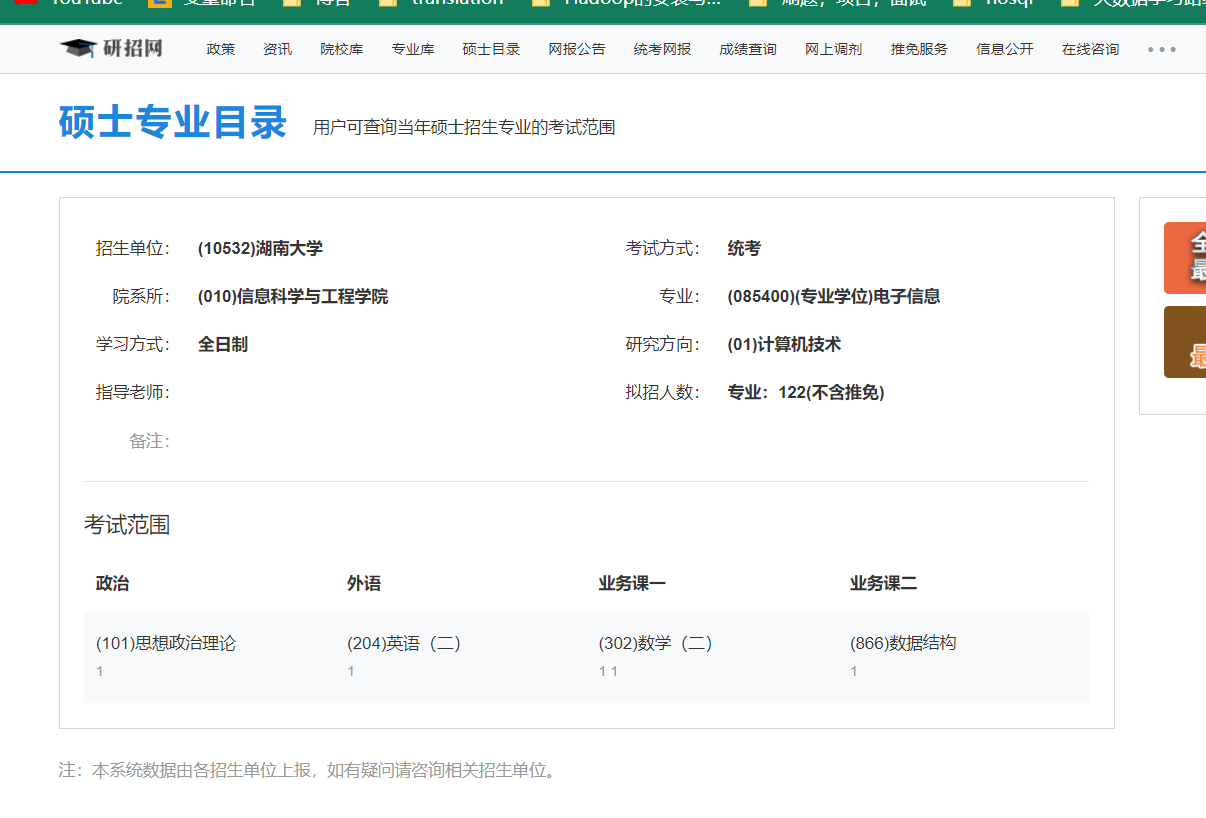 YouTube 变量命名 博客 translation Hadoop的安装与... 刷题，项目，面试 nosql 大数据学习路
研招网 政策 资讯 院校库 专业库 硕士目录 网报公告 统考网报 成绩查询 网上调剂 推免服务 信息公开 在线咨询 •••
硕士专业目录 用户可查询当年硕士招生专业的考试范围
招生单位： (10532)湖南大学 考试方式： 统考
院系所： (010)信息科学与工程学院 专业： (085400)(专业学位)电子信息
学习方式： 全日制 研究方向： (01)计算机技术
指导老师： 拟招人数： 专业：122(不含推免)
备注：
考试范围
政治 外语 业务课一 业务课二
(101)思想政治理论 (204)英语（二） (302)数学（二） (866)数据结构
1 1 1 1 1
注：本系统数据由各招生单位上报，如有疑问请咨询相关招生单位。